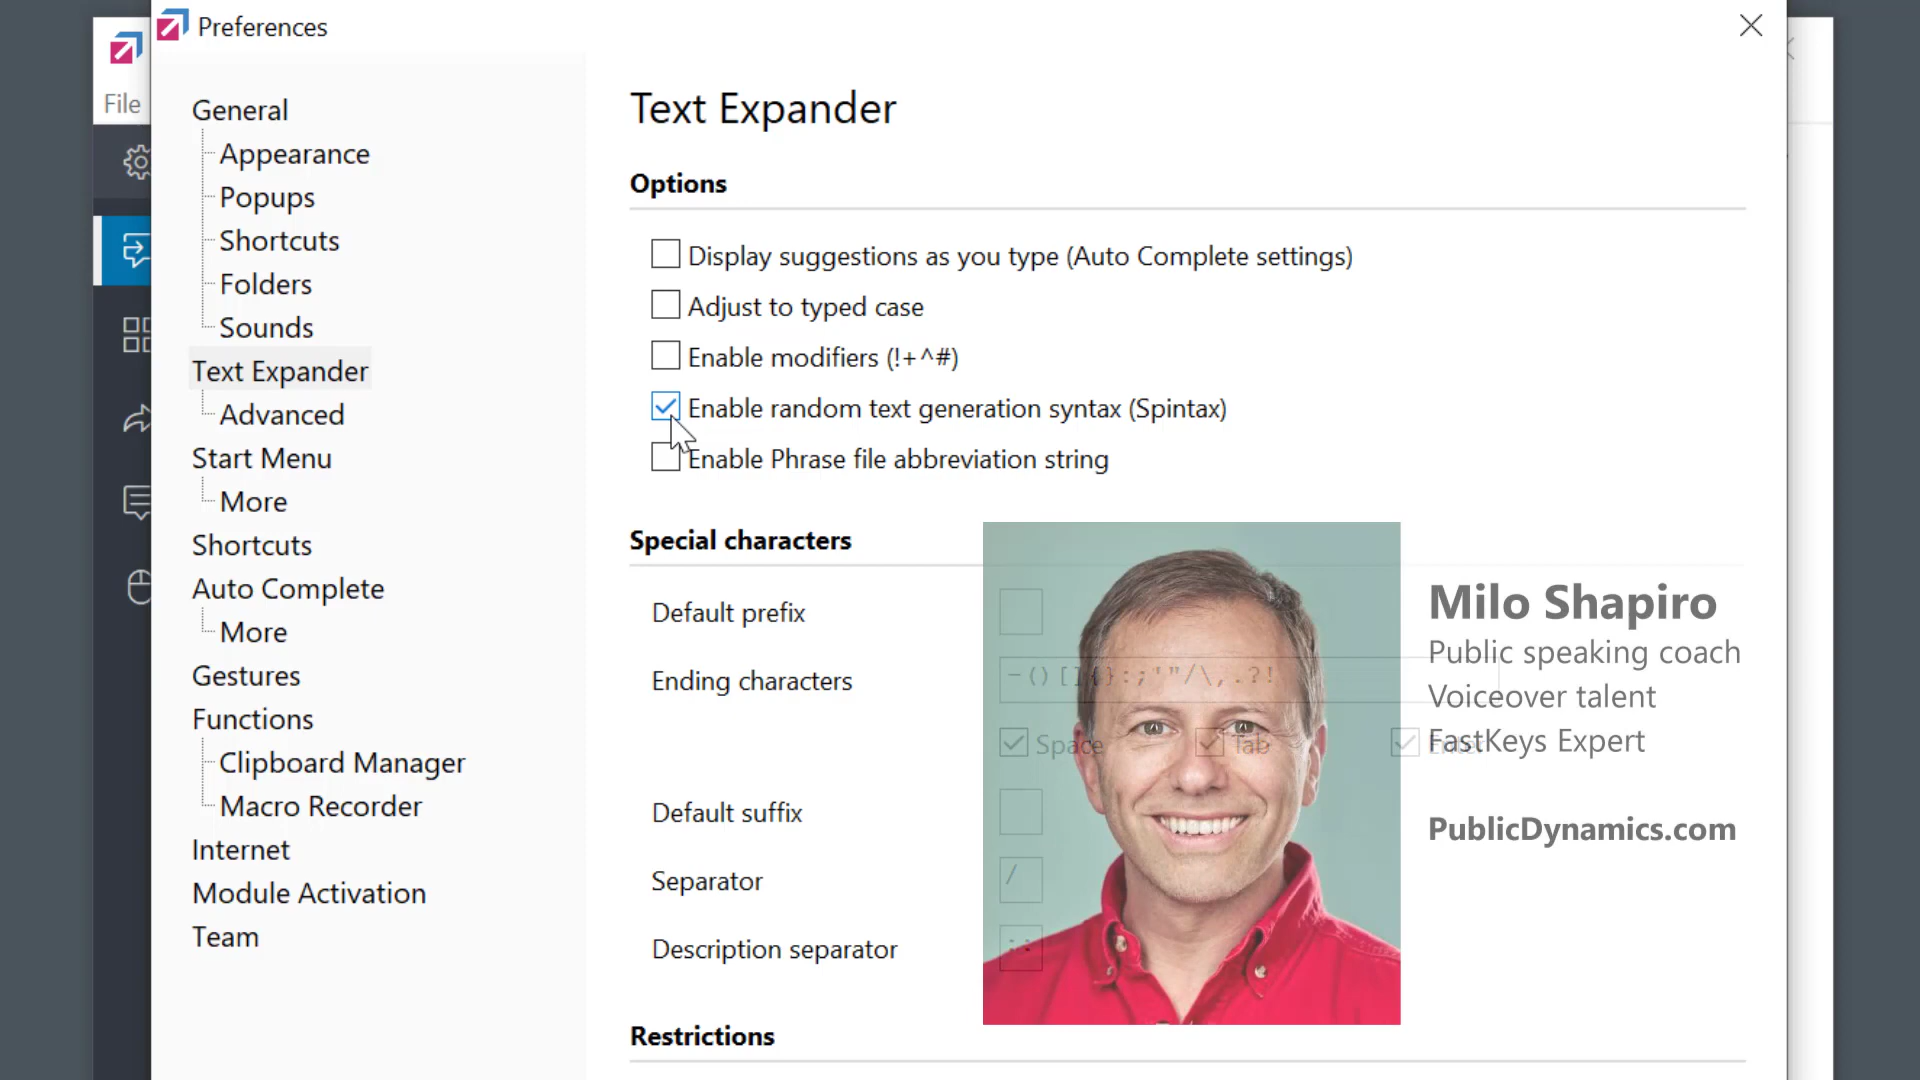 Preferences
File
General
Appearance
Popups
Shortcuts
Folders
Sounds
Text Expander
Advanced
Start Menu
More
Shortcuts
Auto Complete
More
Gestures
Functions
Clipboard Manager
Macro Recorder
Internet
Module Activation
Team
Text Expander
Options
Display suggestions as you type (Auto Complete settings)
Adjust to typed case
Enable modifiers (!+^#)
Enable random text generation syntax (Spintax)
Enable Phrase file abbreviation string
Special characters
Default prefix
Ending characters
-()[]{}:;'"/\,.?!
Space
Tab
Enter
Default suffix
Separator
/
Description separator
::
Restrictions
Milo Shapiro
Public speaking coach
Voiceover talent
FastKeys Expert
PublicDynamics.com